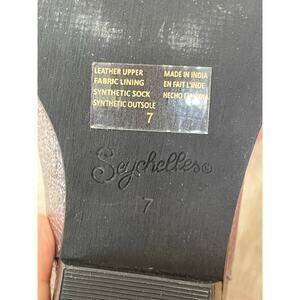 LEATHER UPPER
FABRIC LINING
SYNTHETIC SOCK
SYNTHETIC OUTSOLE
MADE IN INDIA
EN FAIT L'INDE
HECHO EN INDIA
7
Seychelles©
7